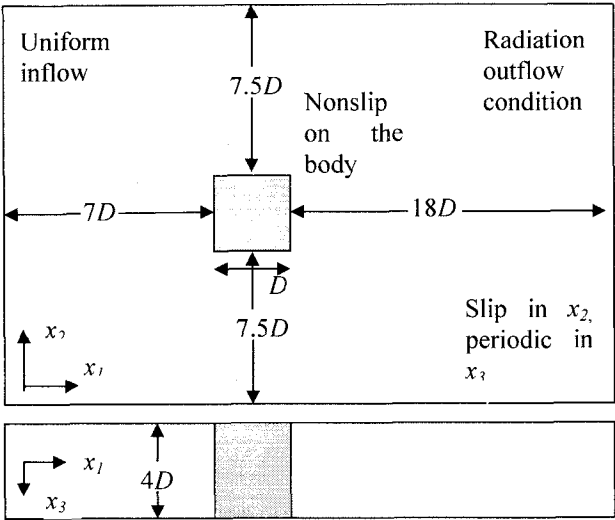 Uniform
inflow
7.5D
Radiation
outflow
condition
Nonslip
on the
body
7D
18D
D
7.5D
Slip in x2,
periodic in
x3
x2
x1
x1
x3
4D